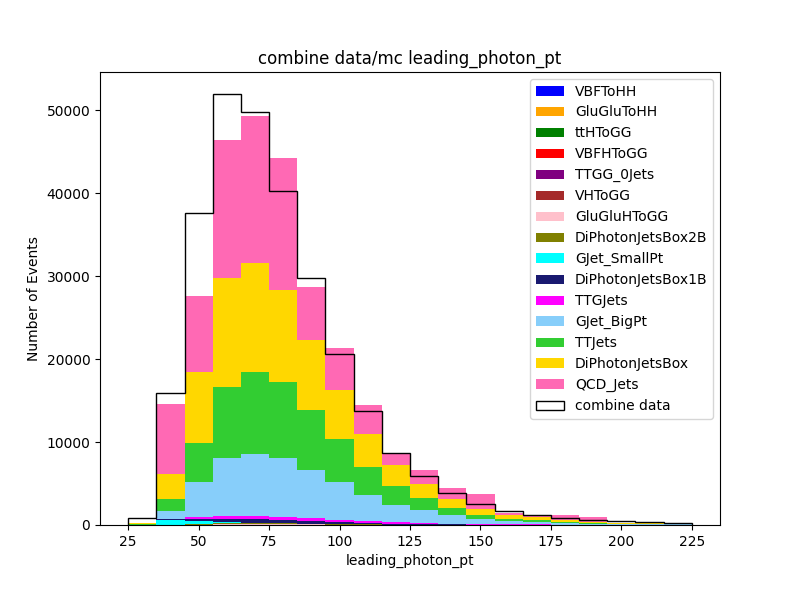 combine data/mc leading_photon_pt
Number of Events
50000
40000
30000
20000
10000
0
25
50
75
100
125
150
175
200
225
leading_photon_pt
VBFToHH
GluGluToHH
ttHToGG
VBFHToGG
TTGG_0Jets
VHToGG
GluGluHToGG
DiPhotonJetsBox2B
GJet_SmallPt
DiPhotonJetsBox1B
TTGJets
GJet_BigPt
TTJets
DiPhotonJetsBox
QCD_Jets
combine data